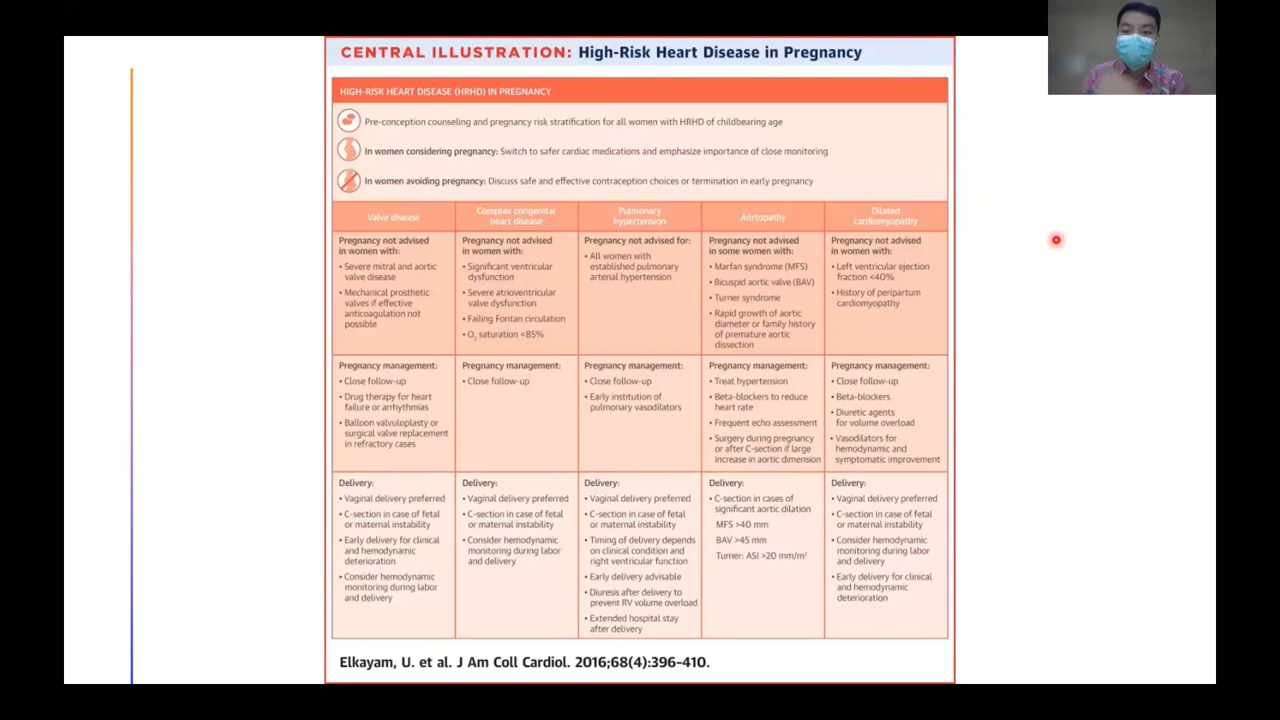 CENTRAL ILLUSTRATION: High-Risk Heart Disease in Pregnancy
HIGH-RISK HEART DISEASE (HRHD) IN PREGNANCY
Pre-conception counseling and pregnancy risk stratification for all women with HRHD of childbearing age
In women considering pregnancy: Switch to safer cardiac medications and emphasize importance of close monitoring
In women avoiding pregnancy: Discuss safe and effective contraception choices or termination in early pregnancy
Valve disease
Complex congenital
heart disease
Pulmonary
hypertension
Aortopathy
Dilated
cardiomyopathy
Pregnancy not advised
in women with:
• Severe mitral and aortic
valve disease
• Mechanical prosthetic
valves if effective
anticoagulation not
possible
Pregnancy not advised
in women with:
• Significant ventricular
dysfunction
• Severe atrioventricular
valve dysfunction
• Failing Fontan circulation
• O2 saturation <85%
Pregnancy not advised for:
• All women with
established pulmonary
arterial hypertension
Pregnancy not advised
in some women with:
• Marfan syndrome (MFS)
• Bicuspid aortic valve (BAV)
• Turner syndrome
• Rapid growth of aortic
diameter or family history
of premature aortic
dissection
Pregnancy not advised
in women with:
• Left ventricular ejection
fraction <40%
• History of peripartum
cardiomyopathy
Pregnancy management:
• Close follow-up
• Drug therapy for heart
failure or arrhythmias
• Balloon valvuloplasty or
surgical valve replacement
in refractory cases
Pregnancy management:
• Close follow-up
Pregnancy management:
• Close follow-up
• Early institution of
pulmonary vasodilators
Pregnancy management:
• Treat hypertension
• Beta-blockers to reduce
heart rate
• Frequent echo assessment
• Surgery during pregnancy
or after C-section if large
increase in aortic dimension
Pregnancy management:
• Close follow-up
• Beta-blockers
• Diuretic agents
for volume overload
• Vasodilators for
hemodynamic and
symptomatic improvement
Delivery:
• Vaginal delivery preferred
• C-section in case of fetal
or maternal instability
• Early delivery for clinical
and hemodynamic
deterioration
• Consider hemodynamic
monitoring during labor
and delivery
Delivery:
• Vaginal delivery preferred
• C-section in case of fetal
or maternal instability
• Consider hemodynamic
monitoring during labor
and delivery
Delivery:
• Vaginal delivery preferred
• C-section in case of fetal
or maternal instability
• Timing of delivery depends
on clinical condition and
right ventricular function
• Early delivery advisable
• Diuresis after delivery to
prevent RV volume overload
• Extended hospital stay
after delivery
Delivery:
• C-section in cases of
significant aortic dilation
MFS >40 mm
BAV >45 mm
Turner: ASI >20 mm/m²
Delivery:
• Vaginal delivery preferred
• C-section in case of fetal
or maternal instability
• Consider hemodynamic
monitoring during labor
and delivery
• Early delivery for clinical
and hemodynamic
deterioration
Elkayam, U. et al. J Am Coll Cardiol. 2016;68(4):396–410.